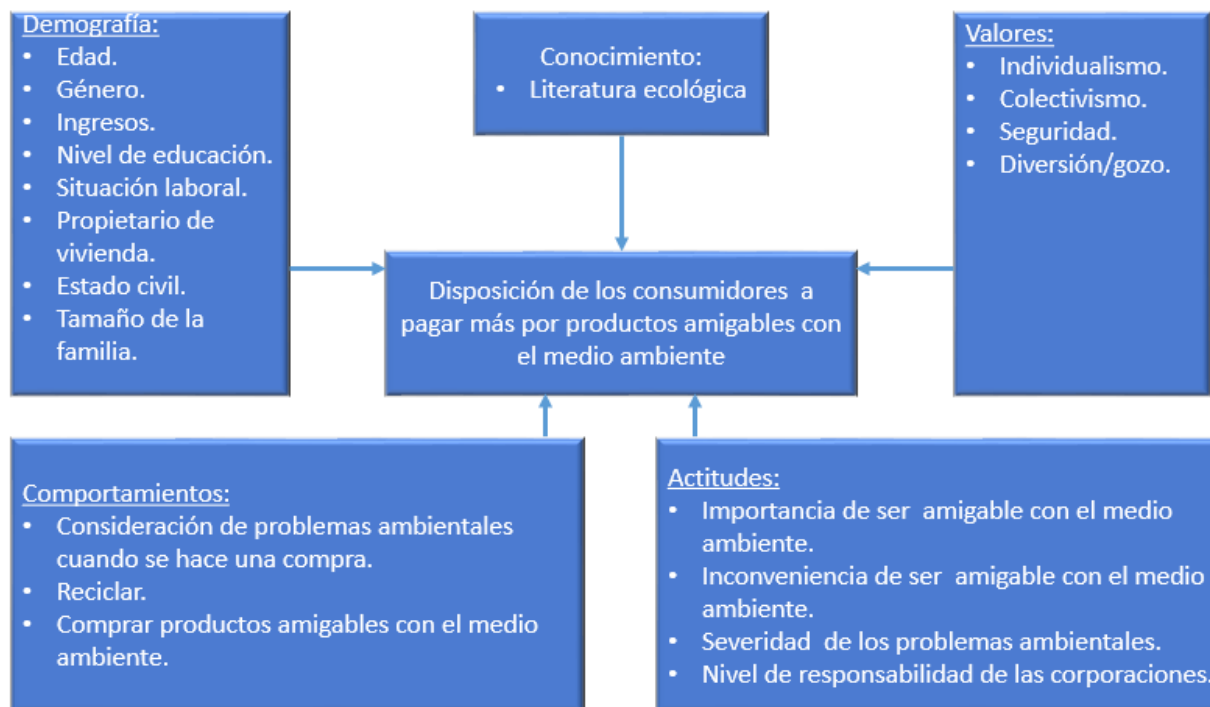 Demografía:
• Edad.
• Género.
• Ingresos.
• Nivel de educación.
• Situación laboral.
• Propietario de
vivienda.
• Estado civil.
• Tamaño de la
familia.
Conocimiento:
• Literatura ecológica
Valores:
• Individualismo.
• Colectivismo.
• Seguridad.
• Diversión/gozo.
Disposición de los consumidores a
pagar más por productos amigables con
el medio ambiente
Comportamientos:
• Consideración de problemas ambientales
cuando se hace una compra.
• Reciclar.
• Comprar productos amigables con el medio
ambiente.
Actitudes:
• Importancia de ser amigable con el medio
ambiente.
• Inconveniencia de ser amigable con el medio
ambiente.
• Severidad de los problemas ambientales.
• Nivel de responsabilidad de las corporaciones.